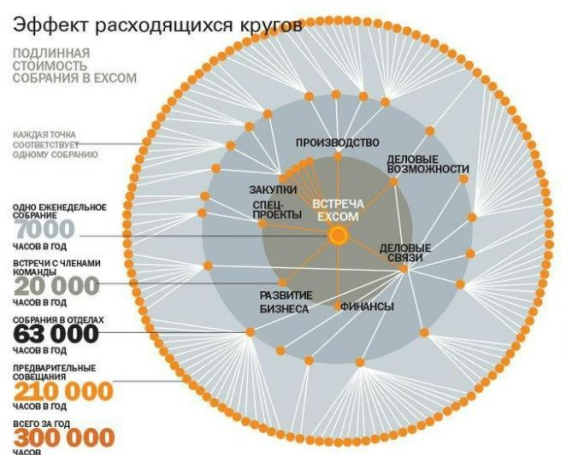 Эффект расходящихся кругов
ПОДЛИННАЯ
СТОИМОСТЬ
СОБРАНИЯ В EXCOM
КАЖДАЯ ТОЧКА
СООТВЕТСТВУЕТ
ОДНОМУ СОБРАНИЮ
ПРОИЗВОДСТВО
ДЕЛОВЫЕ
ВОЗМОЖНОСТИ
ЗАКУПКИ
СПЕЦ-
ПРОЕКТЫ
ВСТРЕЧА
EXCOM
ДЕЛОВЫЕ
СВЯЗИ
РАЗВИТИЕ
БИЗНЕСА
ФИНАНСЫ
ОДНО ЕЖЕНЕДЕЛЬНОЕ
СОБРАНИЕ
7000
ЧАСОВ В ГОД
ВСТРЕЧИ С ЧЛЕНАМИ
КОМАНДЫ
20 000
ЧАСОВ В ГОД
СОБРАНИЯ В ОТДЕЛАХ
63 000
ЧАСОВ В ГОД
ПРЕДВАРИТЕЛЬНЫЕ
СОВЕЩАНИЯ
210 000
ЧАСОВ В ГОД
ВСЕГО ЗА ГОД
300 000
ЧАСОВ